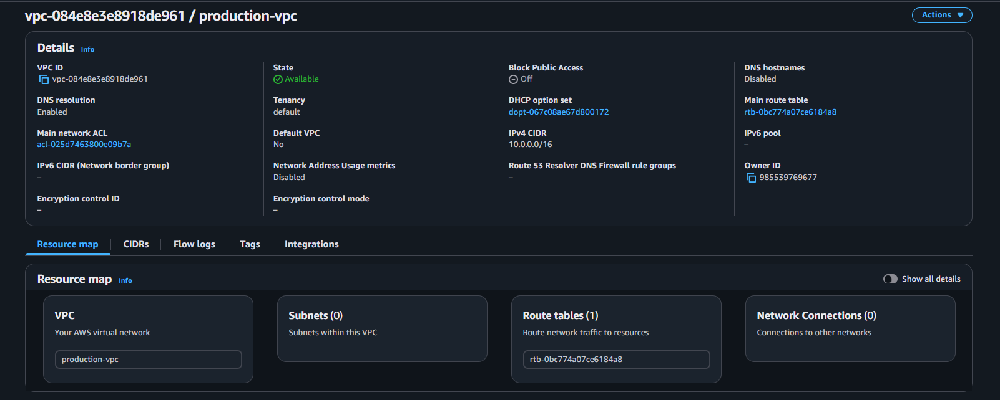 vpc-084e8e3e8918de961 / production-vpc
Actions
Details Info
VPC ID
vpc-084e8e3e8918de961
State
Available
Block Public Access
Off
DNS hostnames
Disabled
DNS resolution
Enabled
Tenancy
default
DHCP option set
dopt-067c08ae67d800172
Main route table
rtb-0bc774a07ce6184a8
Main network ACL
acl-025d7463800e09b7a
Default VPC
No
IPv4 CIDR
10.0.0.0/16
IPv6 pool
–
IPv6 CIDR (Network border group)
–
Network Address Usage metrics
Disabled
Route 53 Resolver DNS Firewall rule groups
–
Owner ID
985539769677
Encryption control ID
–
Encryption control mode
–
Resource map
CIDRs
Flow logs
Tags
Integrations
Resource map Info
Show all details
VPC
Your AWS virtual network
production-vpc
Subnets (0)
Subnets within this VPC
Route tables (1)
Route network traffic to resources
rtb-0bc774a07ce6184a8
Network Connections (0)
Connections to other networks